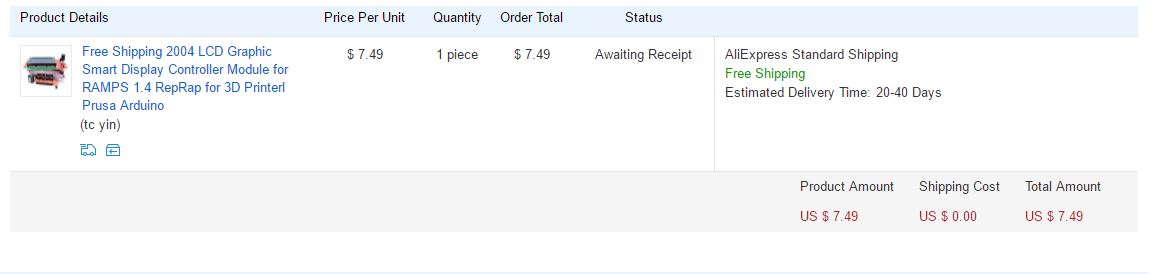 Product Details Price Per Unit Quantity Order Total Status
Free Shipping 2004 LCD Graphic
Smart Display Controller Module for
RAMPS 1.4 RepRap for 3D Printerl
Prusa Arduino
(tc yin)
$ 7.49 1 piece $ 7.49 Awaiting Receipt
AliExpress Standard Shipping
Free Shipping
Estimated Delivery Time: 20-40 Days
Product Amount Shipping Cost Total Amount
US $ 7.49 US $ 0.00 US $ 7.49